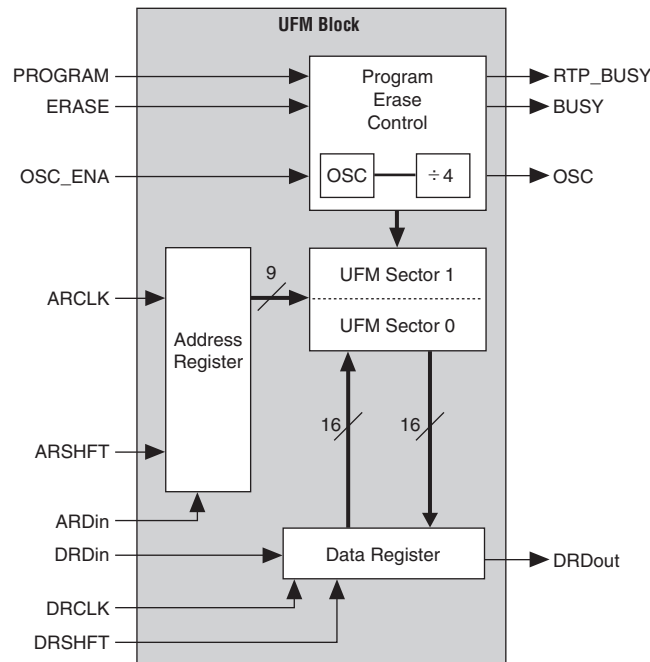 UFM Block
PROGRAM
ERASE
OSC_ENA
Program
Erase
Control
OSC
÷ 4
RTP_BUSY
BUSY
OSC
ARCLK
ARSHFT
Address
Register
9
UFM Sector 1
UFM Sector 0
16
16
ARDin
DRDin
DRCLK
DRSHFT
Data Register
DRDout